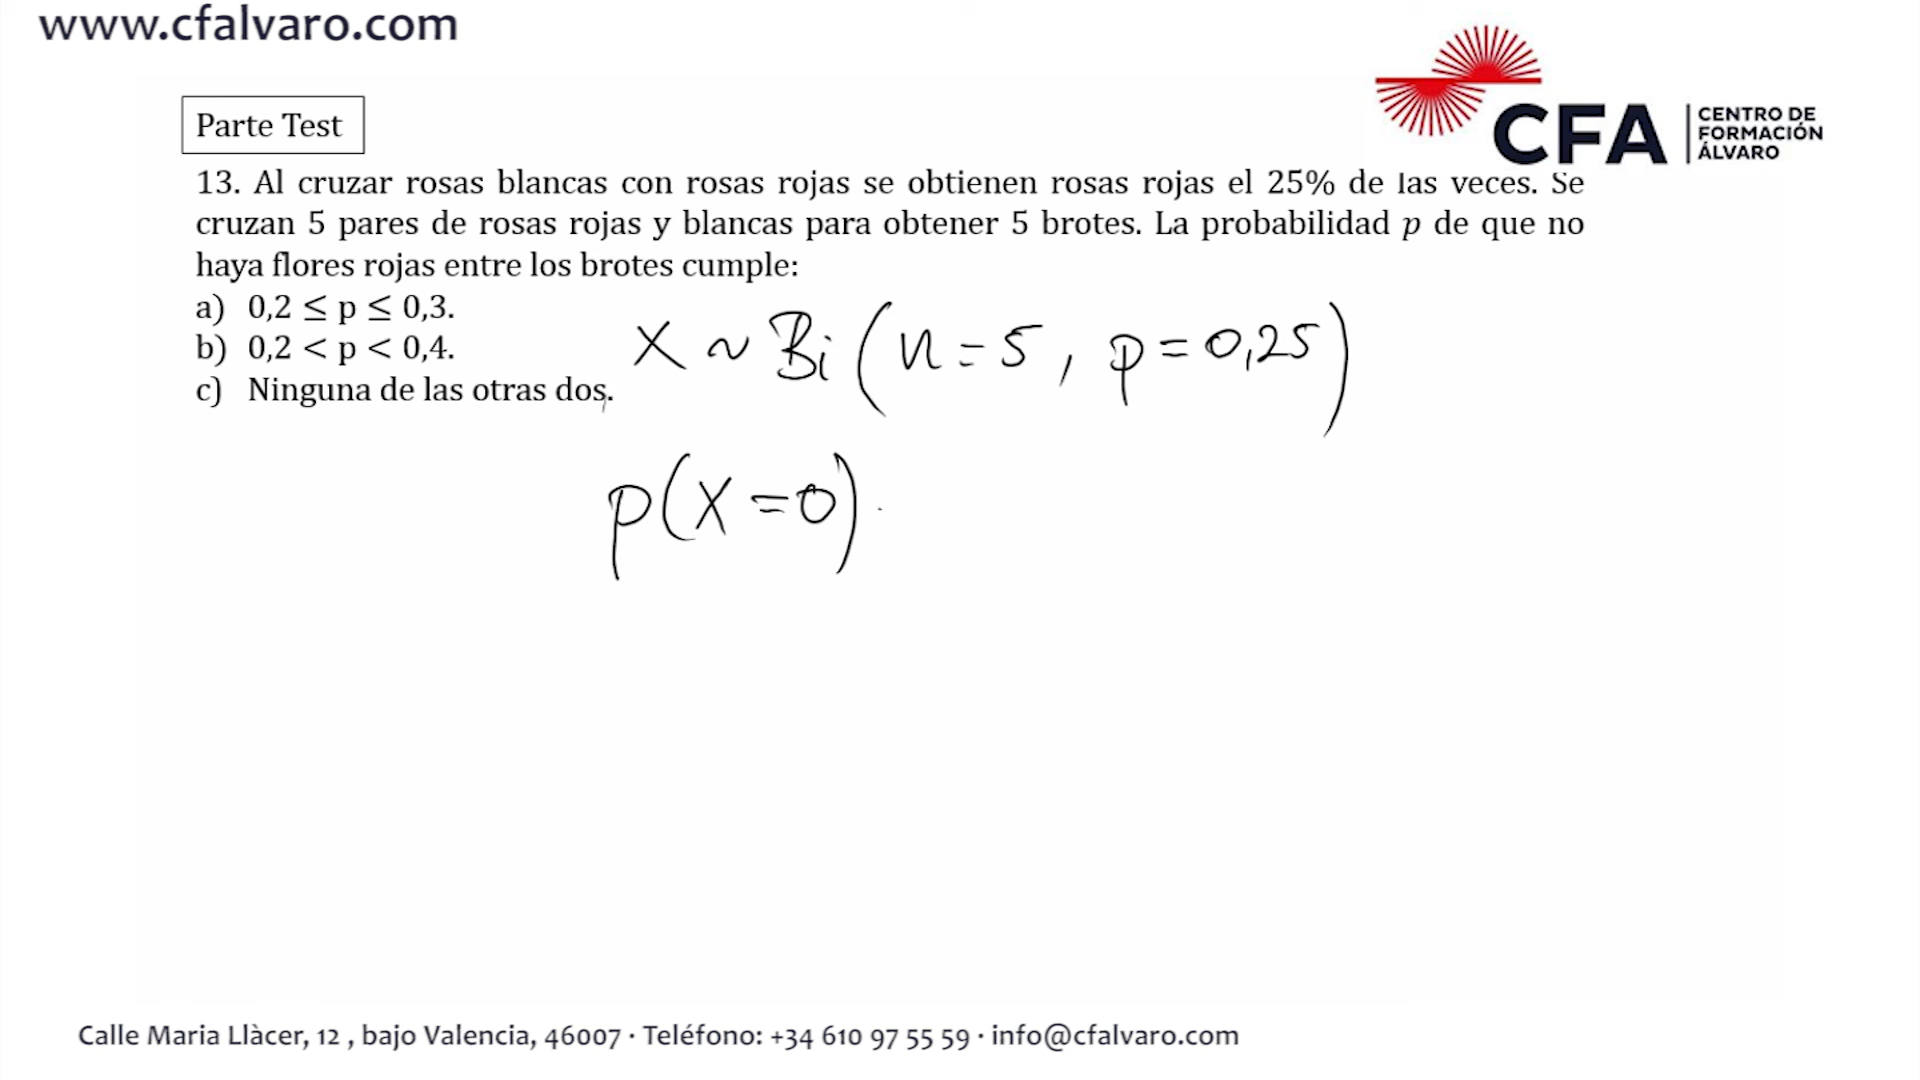 www.cfalvaro.com
CFA CENTRO DE
FORMACIÓN
ÁLVARO
Parte Test
13. Al cruzar rosas blancas con rosas rojas se obtienen rosas rojas el 25% de las veces. Se
cruzan 5 pares de rosas rojas y blancas para obtener 5 brotes. La probabilidad p de que no
haya flores rojas entre los brotes cumple:
a) 0,2 ≤ p ≤ 0,3.
b) 0,2 < p < 0,4.
c) Ninguna de las otras dos.
X ~ Bi (n=5, p=0,25)
p(X=0)
Calle Maria Llàcer, 12 , bajo Valencia, 46007 · Teléfono: +34 610 97 55 59 · info@cfalvaro.com